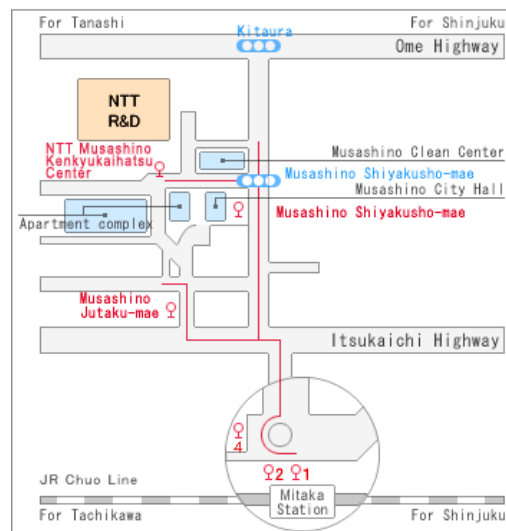 For Tanashi
For Shinjuku
Kitaura
Ome Highway
NTT
R&D
NTT Musashino
Kenkyukaihatsu
Center
Musashino Clean Center
Musashino Shiyakusho-mae
Musashino City Hall
Musashino Shiyakusho-mae
Apartment complex
Musashino
Jutaku-mae
Itsukaichi Highway
4
2
1
JR Chuo Line
Mitaka
Station
For Tachikawa
For Shinjuku